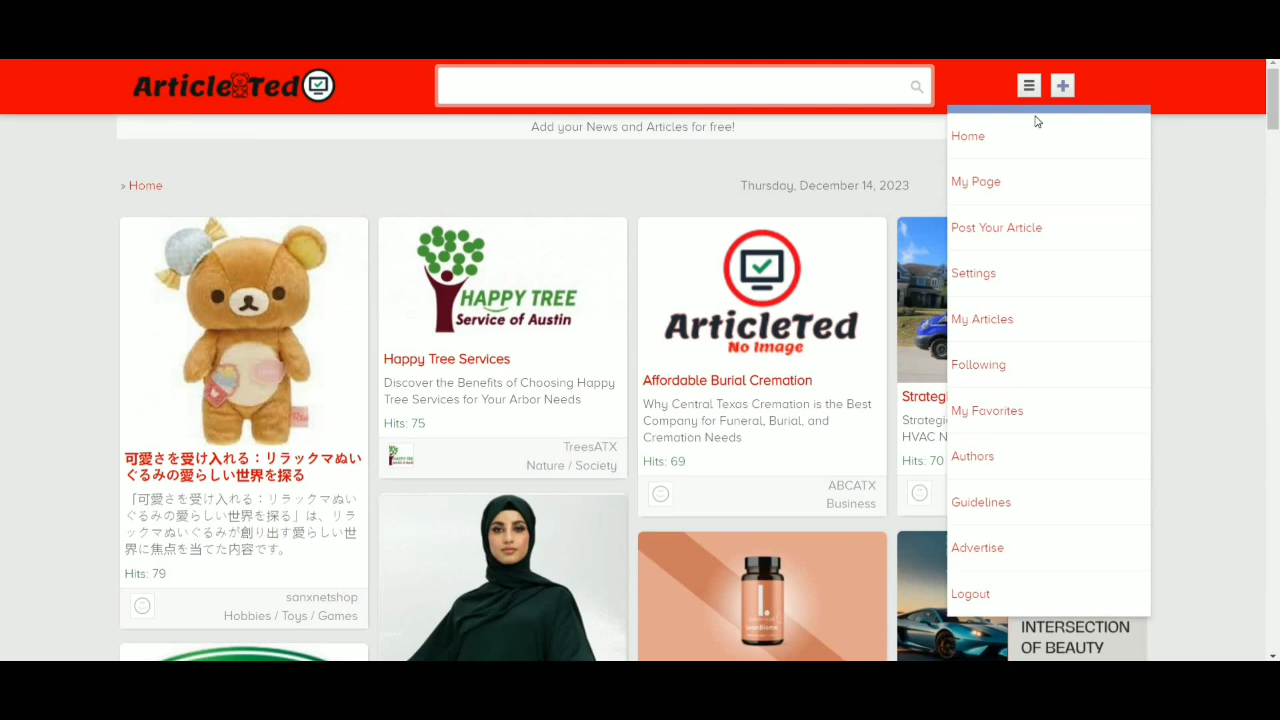 ArticleTed
Add your News and Articles for free!
» Home
Thursday, December 14, 2023
Home
My Page
Post Your Article
Settings
My Articles
Following
My Favorites
Authors
Guidelines
Advertise
Logout
可愛さを受け入れる：リラックマぬい
ぐるみの愛らしい世界を探る
「可愛さを受け入れる：リラックマぬい
ぐるみの愛らしい世界を探る」は、リラ
ックマぬいぐるみが創り出す愛らしい世
界に焦点を当てた内容です。
Hits: 79
sanxnetshop
Hobbies / Toys / Games
HAPPY TREE
Service of Austin
Happy Tree Services
Discover the Benefits of Choosing Happy
Tree Services for Your Arbor Needs
Hits: 75
TreesATX
Nature / Society
ArticleTed
No Image
Affordable Burial Cremation
Why Central Texas Cremation is the Best
Company for Funeral, Burial, and
Cremation Needs
Hits: 69
ABCATX
Business
LeanBiome
Strateg
Strategi
HVAC N
Hits: 70
INTERSECTION
OF BEAUTY